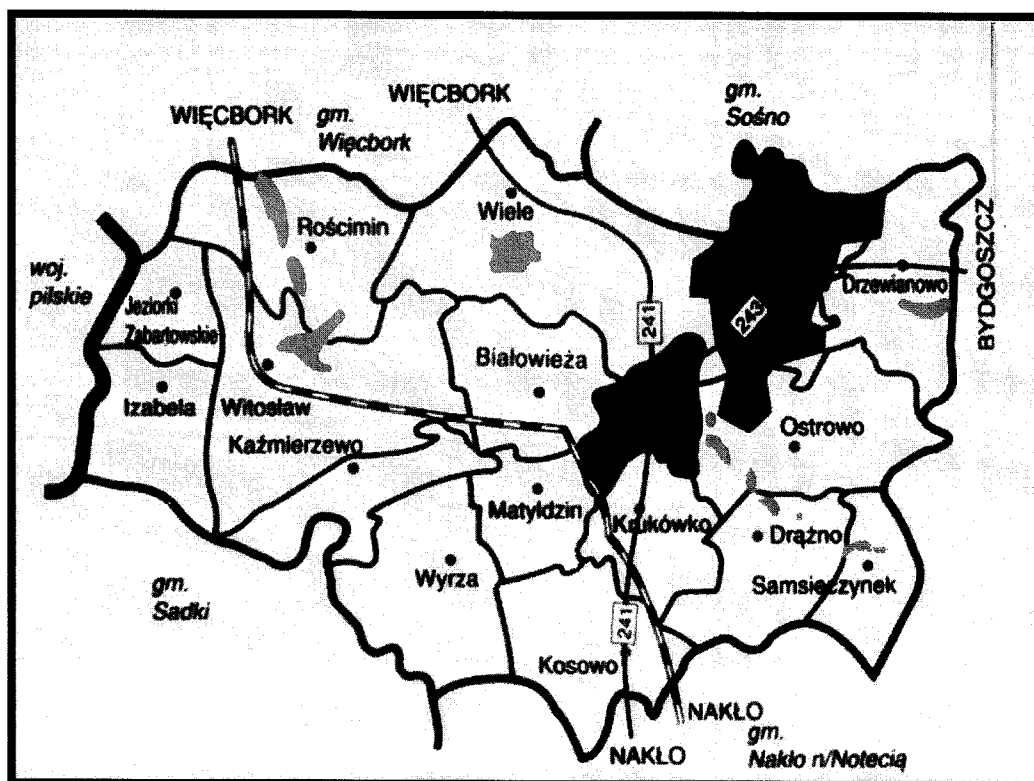 WIĘCBORK
gm.
Sośno
WIĘCBORK
gm.
Więcbork
Wiele
Rościmin
woj.
pilskie
Jeziorki
Zabartowskie
Drzewianowo
BYDGOSZCZ
243
241
Białowieża
Izabela
Witosław
Ostrowo
Kaźmierzewo
Matyldzin
Krukówko
Drążno
Wyrza
Samsieczynek
gm.
Sadki
241
Kosowo
NAKŁO
NAKŁO
gm.
Nakło n/Notecią